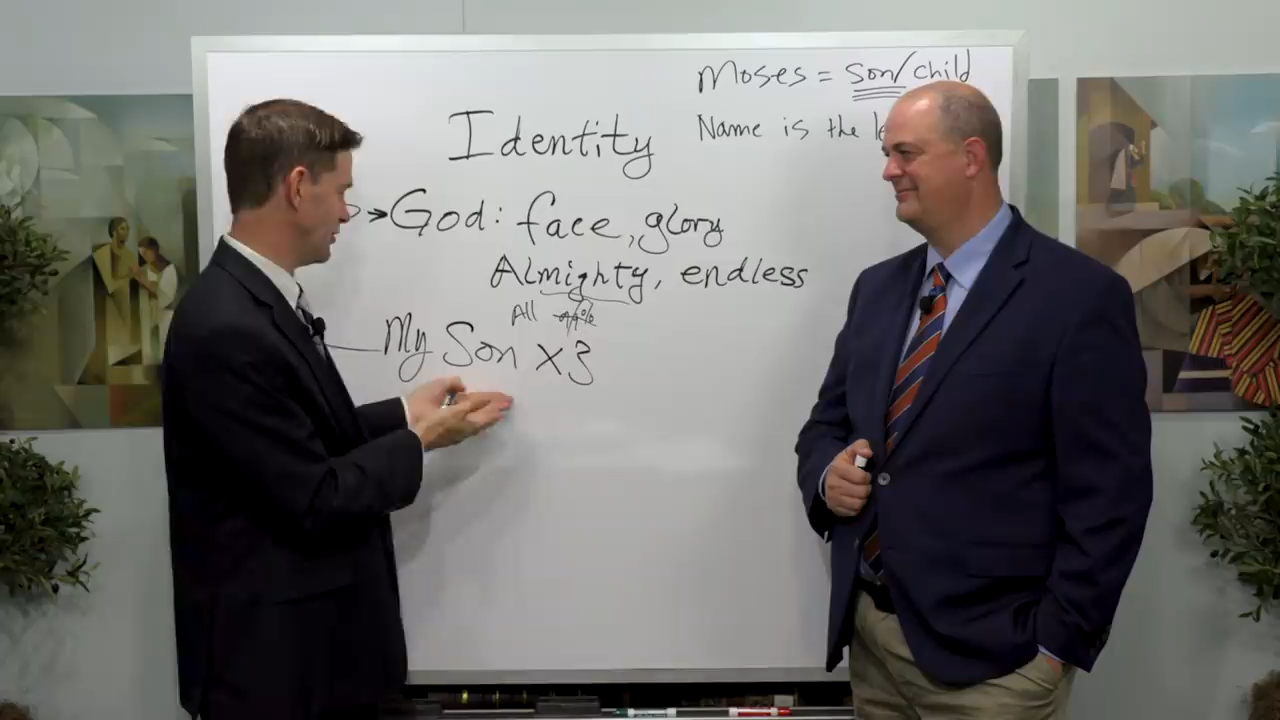 Moses = son/child
Identity
Name is the
God: face, glory
Almighty, endless
All
My Son x3